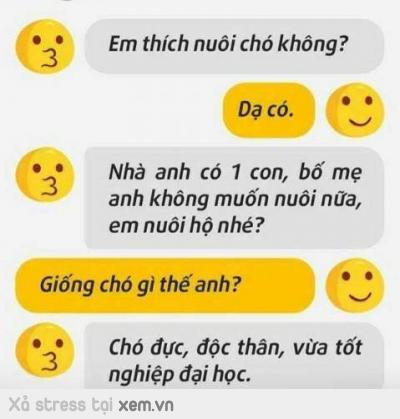 Em thích nuôi chó không?
Dạ có.
Nhà anh có 1 con, bố mẹ
anh không muốn nuôi nữa,
em nuôi hộ nhé?
Giống chó gì thế anh?
Chó đực, độc thân, vừa tốt
nghiệp đại học.
Xả stress tại xem.vn